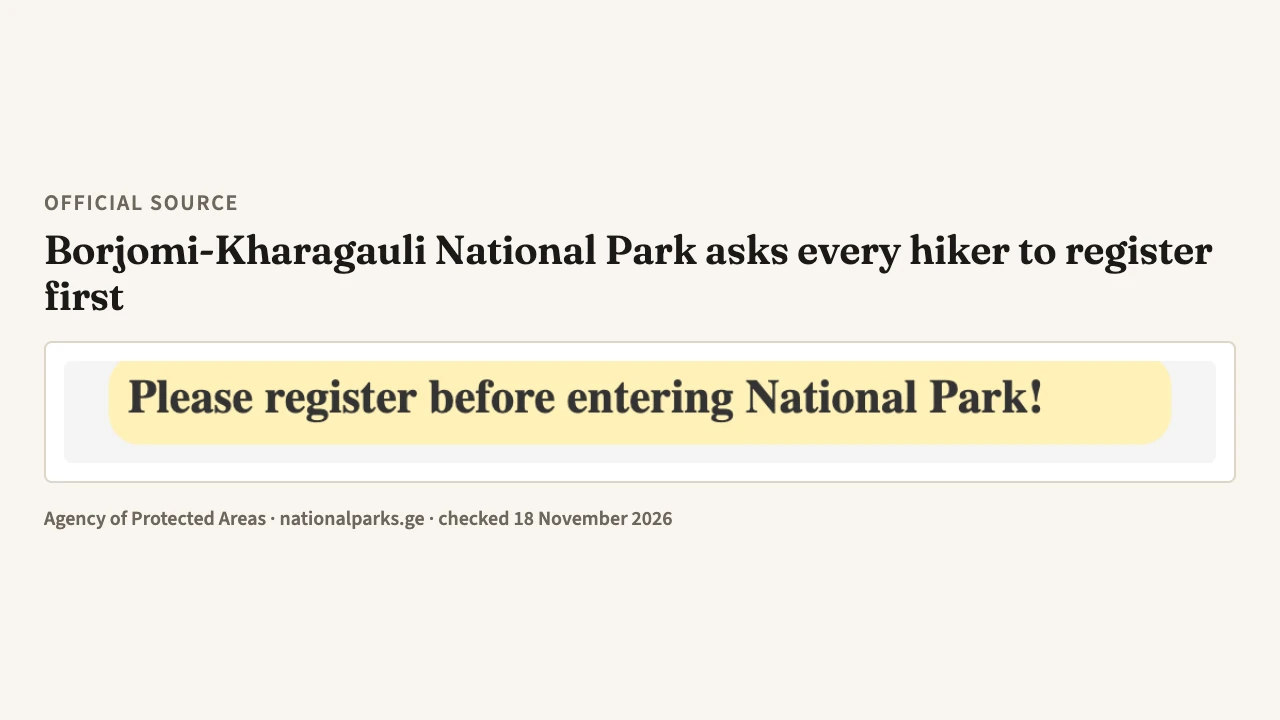 OFFICIAL SOURCE
Borjomi-Kharagauli National Park asks every hiker to register
first
Please register before entering National Park!
Agency of Protected Areas · nationalparks.ge · checked 18 November 2026